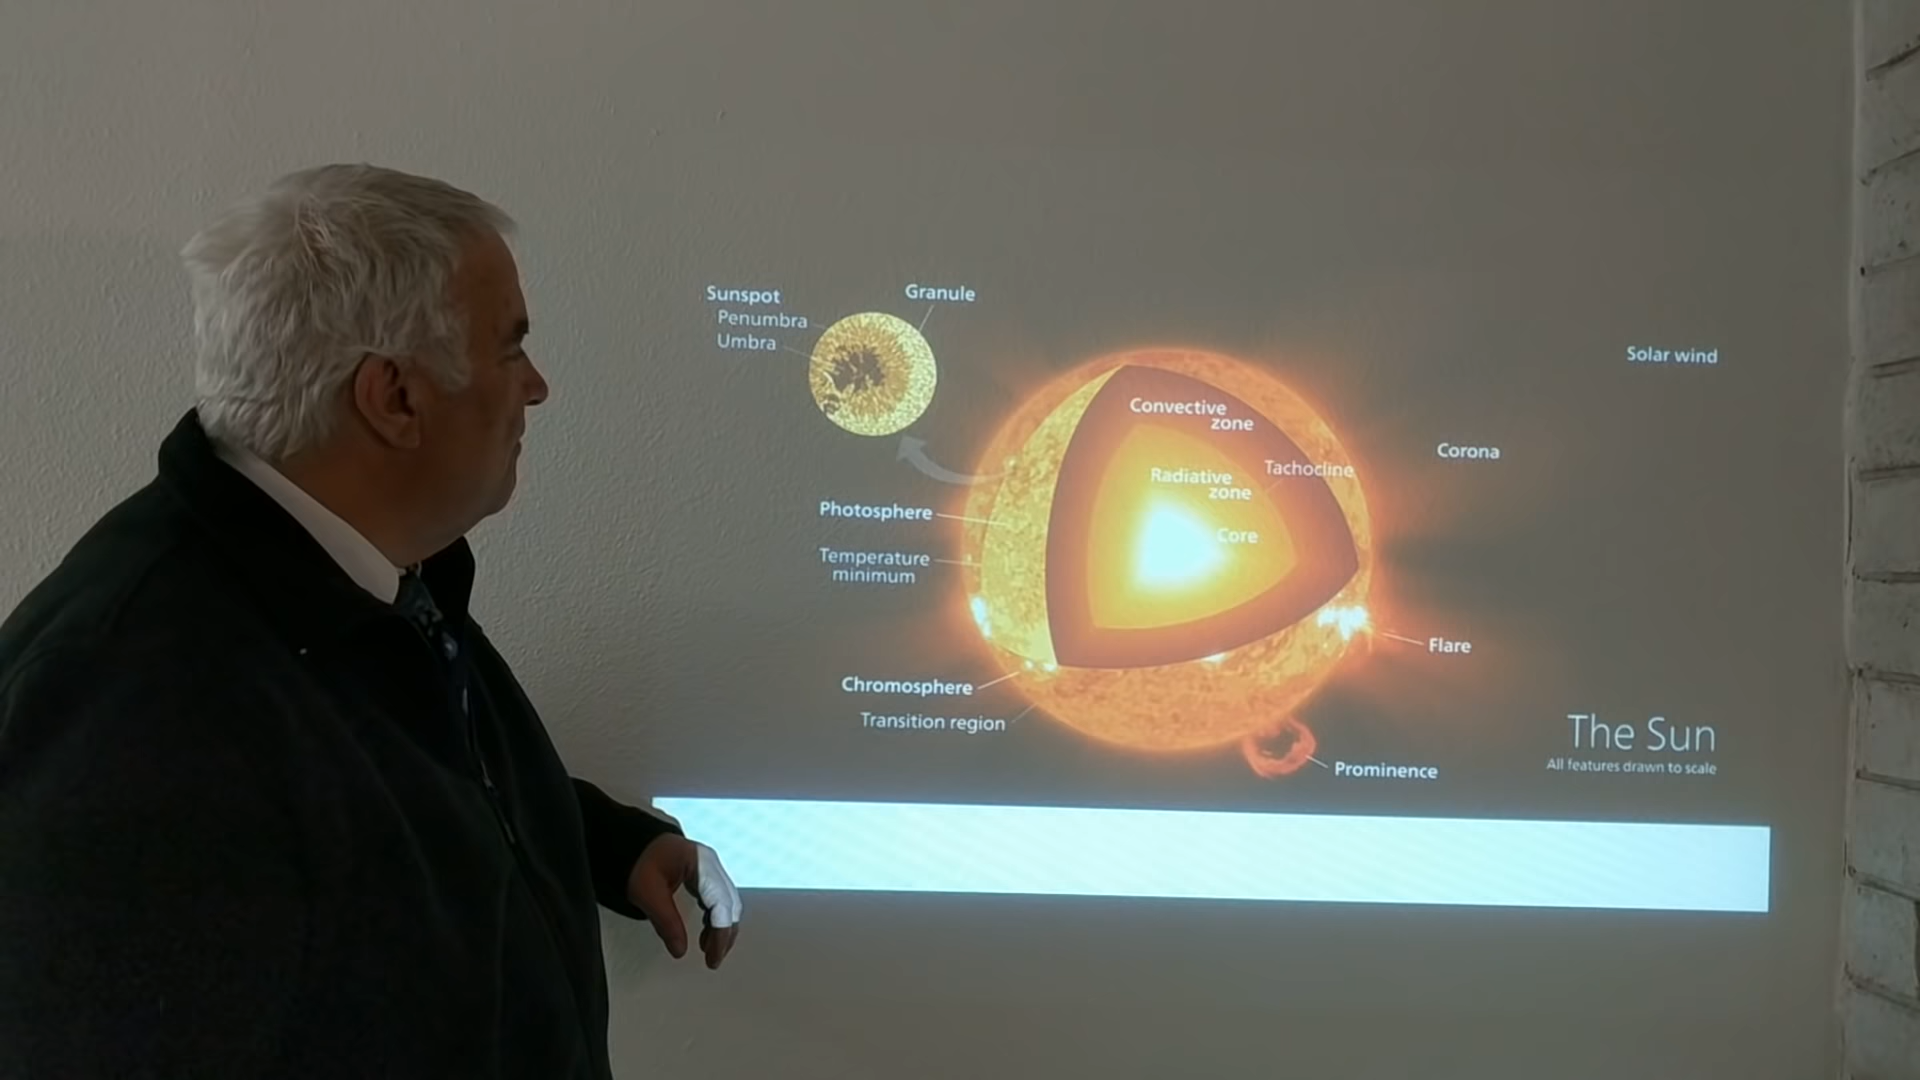 Sunspot
Penumbra
Umbra
Granule
Solar wind
Convective
zone
Corona
Tachocline
Radiative
zone
Photosphere
Core
Temperature
minimum
Flare
Chromosphere
Transition region
The Sun
All features drawn to scale
Prominence